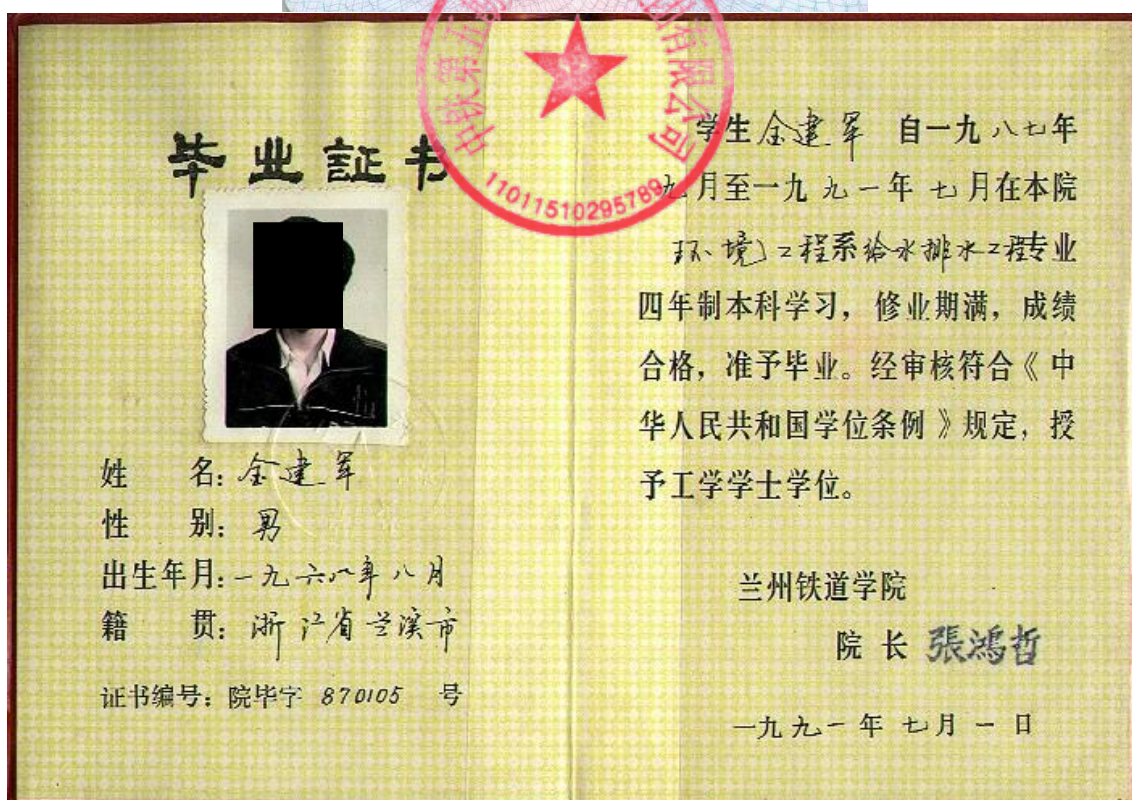 毕业証书
姓 名：金建军
性 别：男
出生年月：一九六八年八月
籍 贯：浙江省兰溪市
证书编号：院毕字 870105 号
学生金建军 自一九八七年
九月至一九九一年七月在本院
环境工程系给水排水工程专业
四年制本科学习，修业期满，成绩
合格，准予毕业。经审核符合《中
华人民共和国学位条例》规定，授
予工学学士学位。
兰州铁道学院
院长 張鴻哲
一九九一年七月一日
中铁第五 有限公司
11011510295789